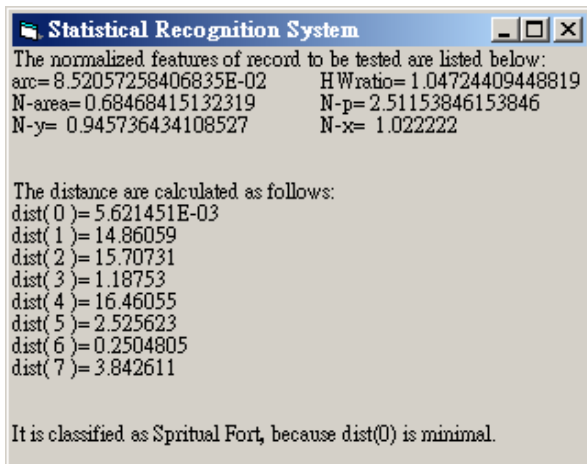 Statistical Recognition System
The normalized features of record to be tested are listed below:
arc= 8.52057258406835E-02 HWratio= 1.04724409448819
N-area= 0.68468415132319 N-p= 2.51153846153846
N-y= 0.945736434108527 N-x= 1.022222
The distance are calculated as follows:
dist( 0 )= 5.621451E-03
dist( 1 )= 14.86059
dist( 2 )= 15.70731
dist( 3 )= 1.18753
dist( 4 )= 16.46055
dist( 5 )= 2.525623
dist( 6 )= 0.2504805
dist( 7 )= 3.842611
It is classified as Spritual Fort, because dist(0) is minimal.